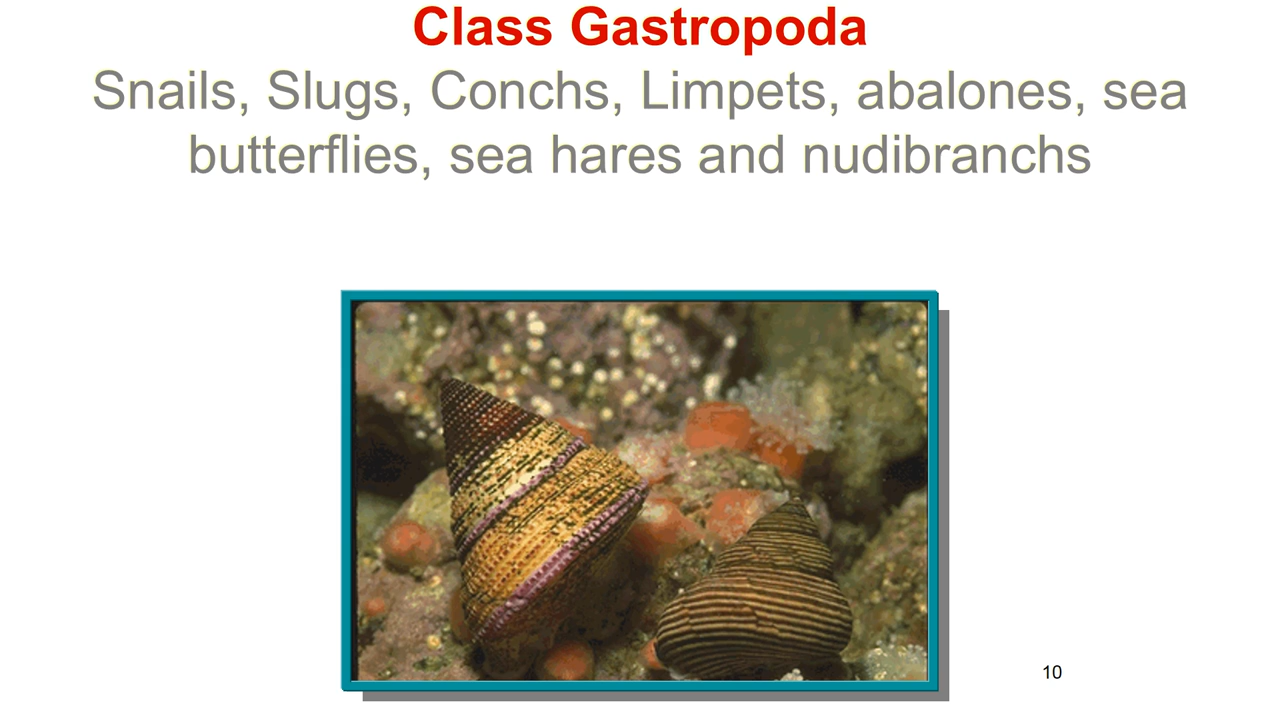 Class Gastropoda
Snails, Slugs, Conchs, Limpets, abalones, sea
butterflies, sea hares and nudibranchs
10